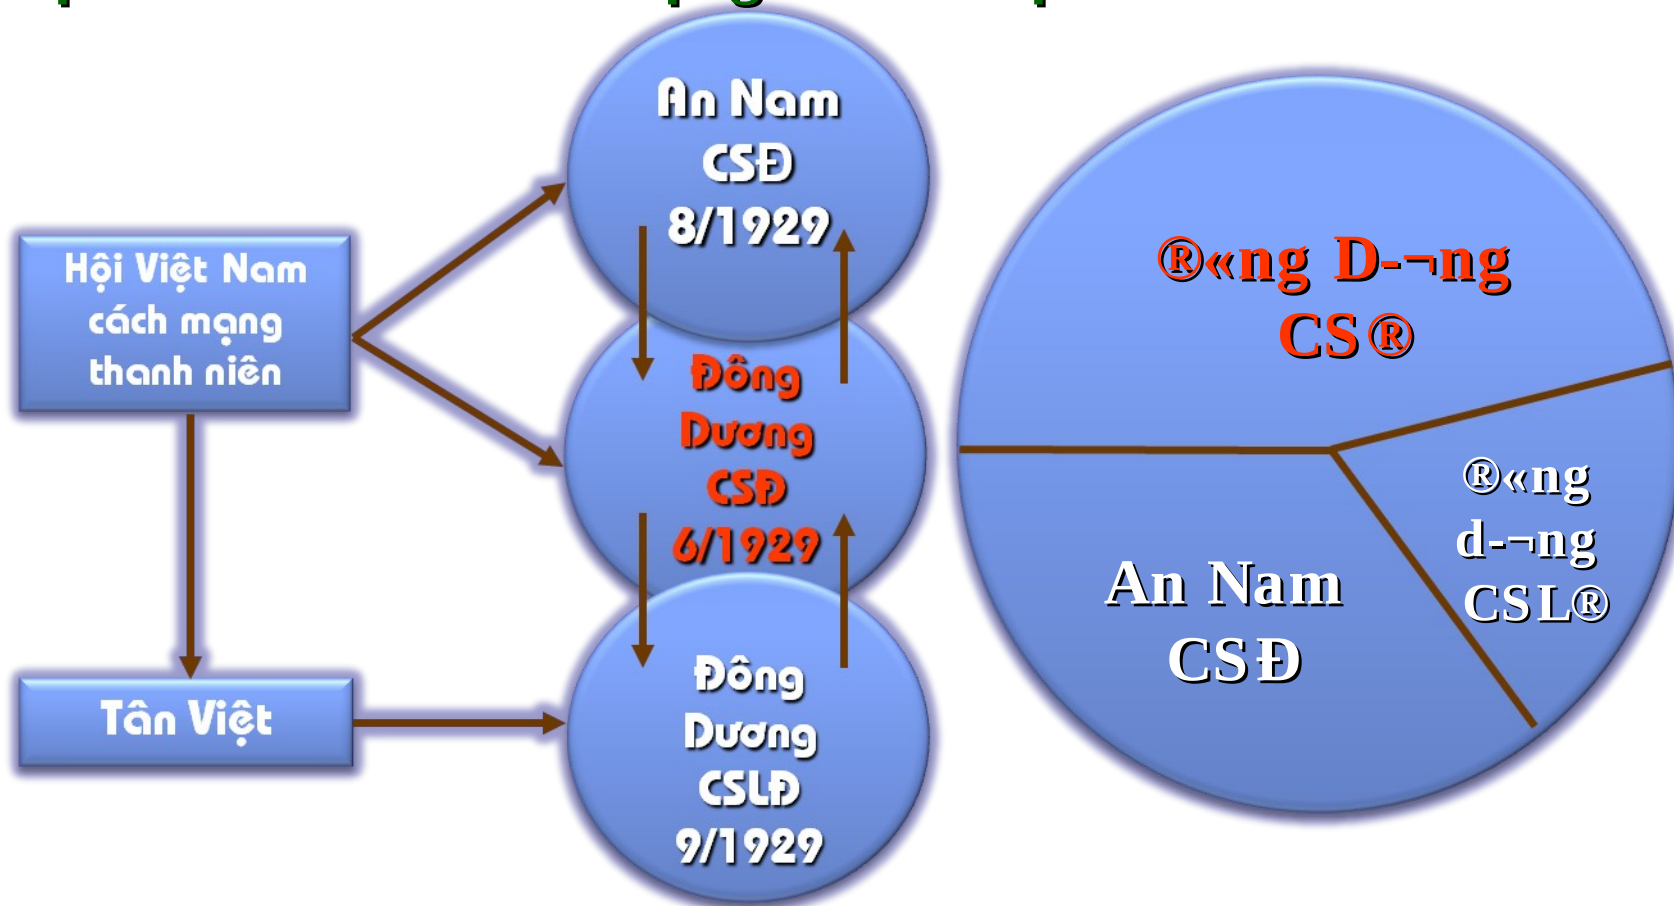 An Nam
CSĐ
8/1929
Hội Việt Nam
cách mạng
thanh niên
Đông
Dương
CSĐ
6/1929
Tân Việt
Đông
Dương
CSLĐ
9/1929
®«ng D-¬ng
CS®
®«ng
d-¬ng
CSL®
An Nam
CSĐ